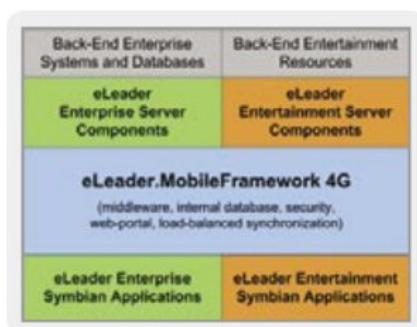 Back-End Enterprise
Systems and Databases
Back-End Entertainment
Resources
eLeader
Enterprise Server
Components
eLeader
Entertainment Server
Components
eLeader.MobileFramework 4G
(middleware, internal database, security,
web-portal, load-balanced synchronization)
eLeader Enterprise
Symbian Applications
eLeader Entertainment
Symbian Applications